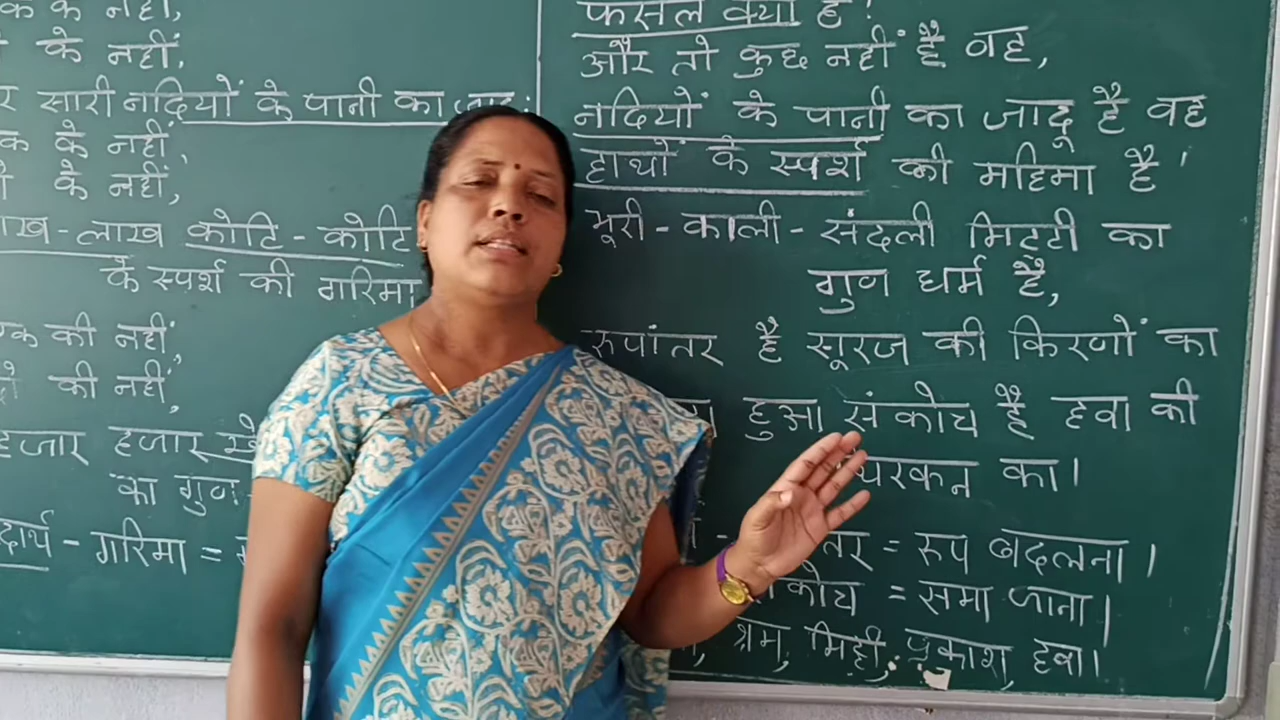 के नहीं,
के नहीं,
सारी नदियों के पानी का
के नहीं,
के नहीं,
लाख-लाख कोटि-कोटि
के स्पर्श की गरिमा
की नहीं,
की नहीं,
हजार हजार
का गुण
- गरिमा =
फसल क्या है?
और तो कुछ नहीं है वह,
नदियों के पानी का जादू है वह
हाथों के स्पर्श की महिमा है
भूरी-काली-संदली मिट्टी का
गुण धर्म है,
रूपांतर है सूरज की किरणों का
हुआ संकोच है हवा की
थिरकन का।
= रूप बदलना।
= समा जाना।
श्रम, मिट्टी, प्रकाश, हवा।